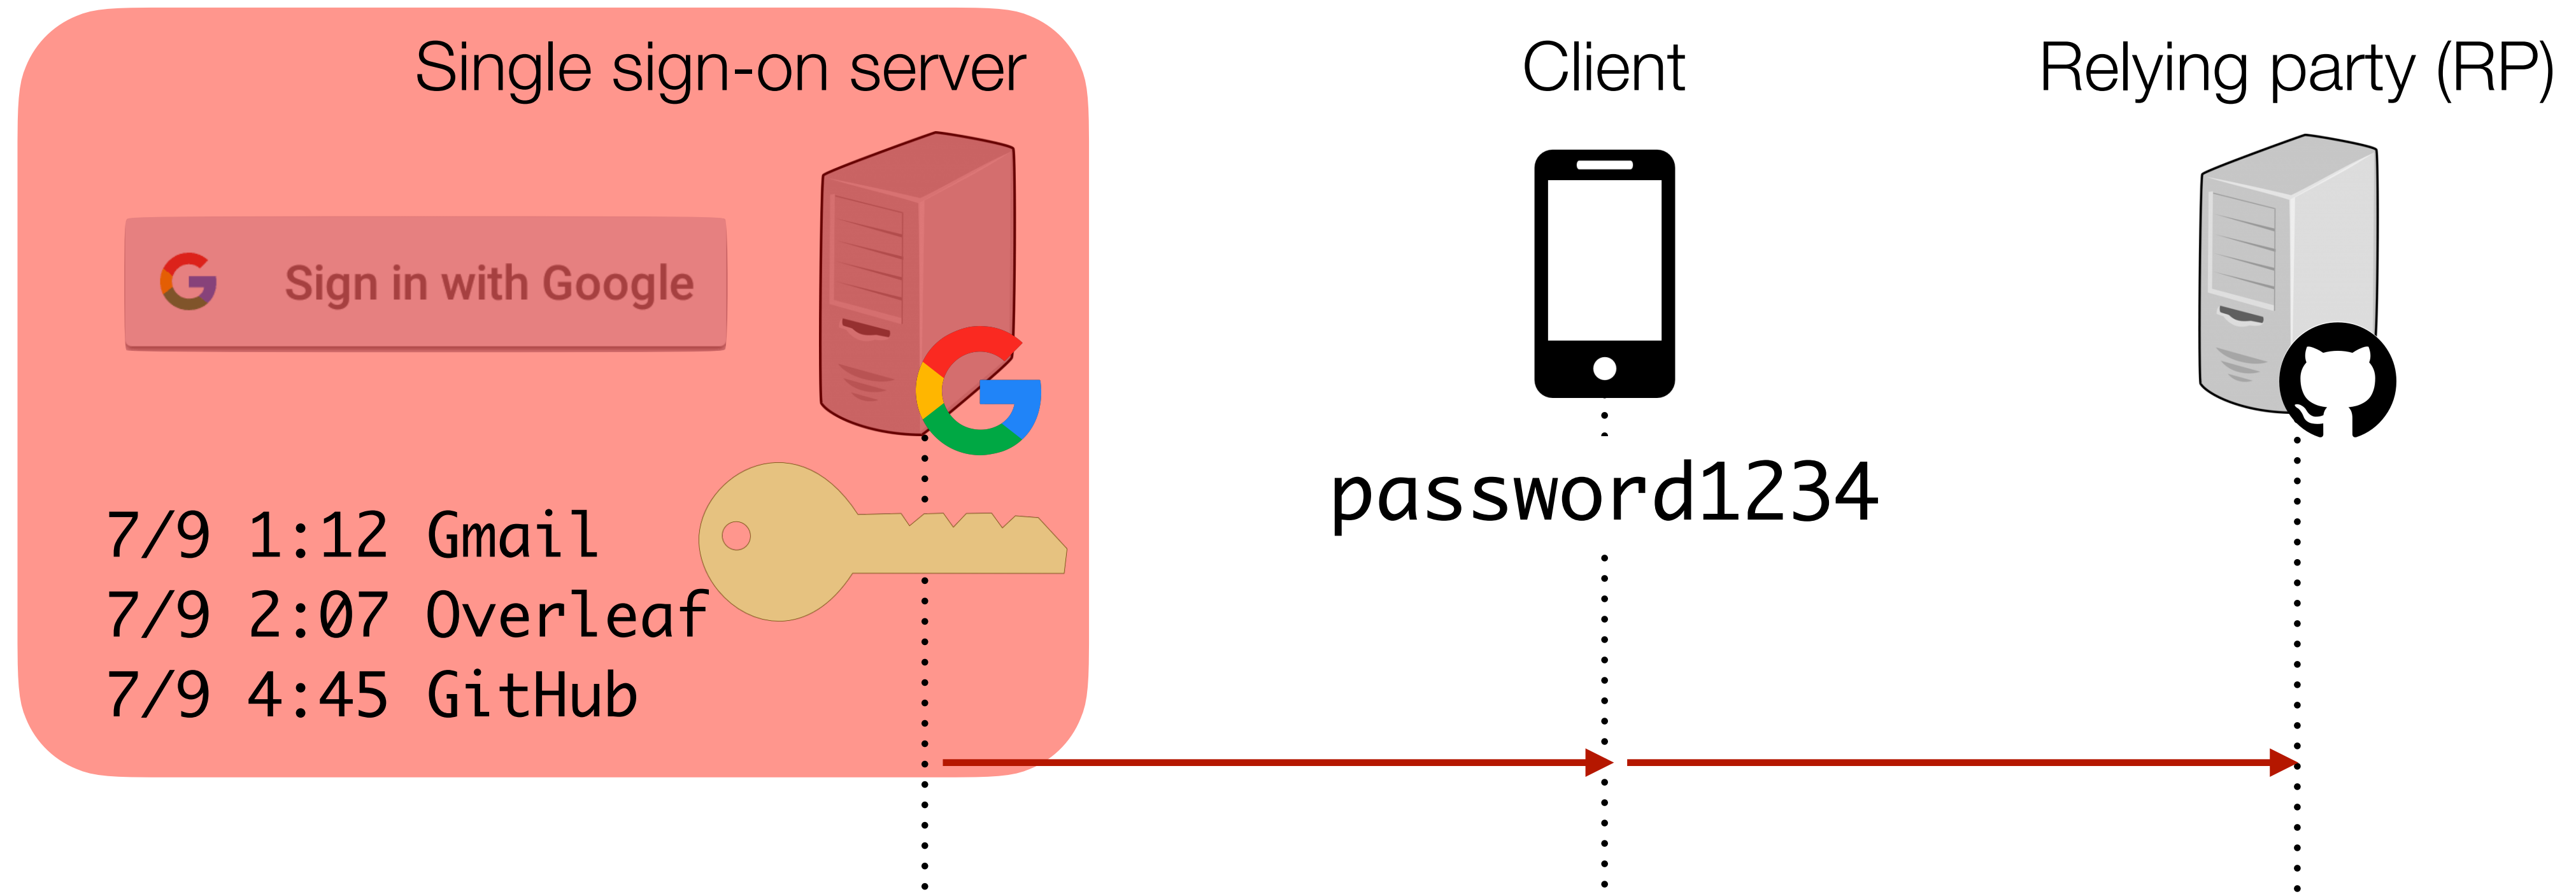 Single sign-on server
Client
Relying party (RP)
Sign in with Google
password1234
7/9 1:12 Gmail
7/9 2:07 Overleaf
7/9 4:45 GitHub